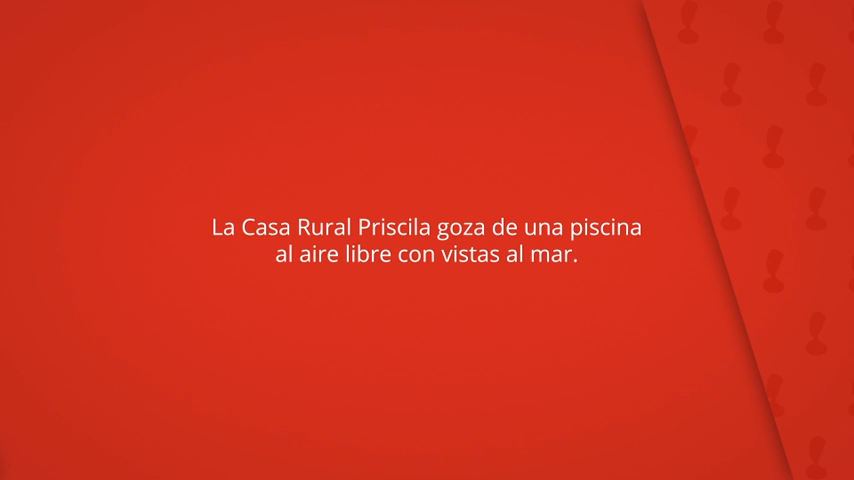 La Casa Rural Priscila goza de una piscina
al aire libre con vistas al mar.